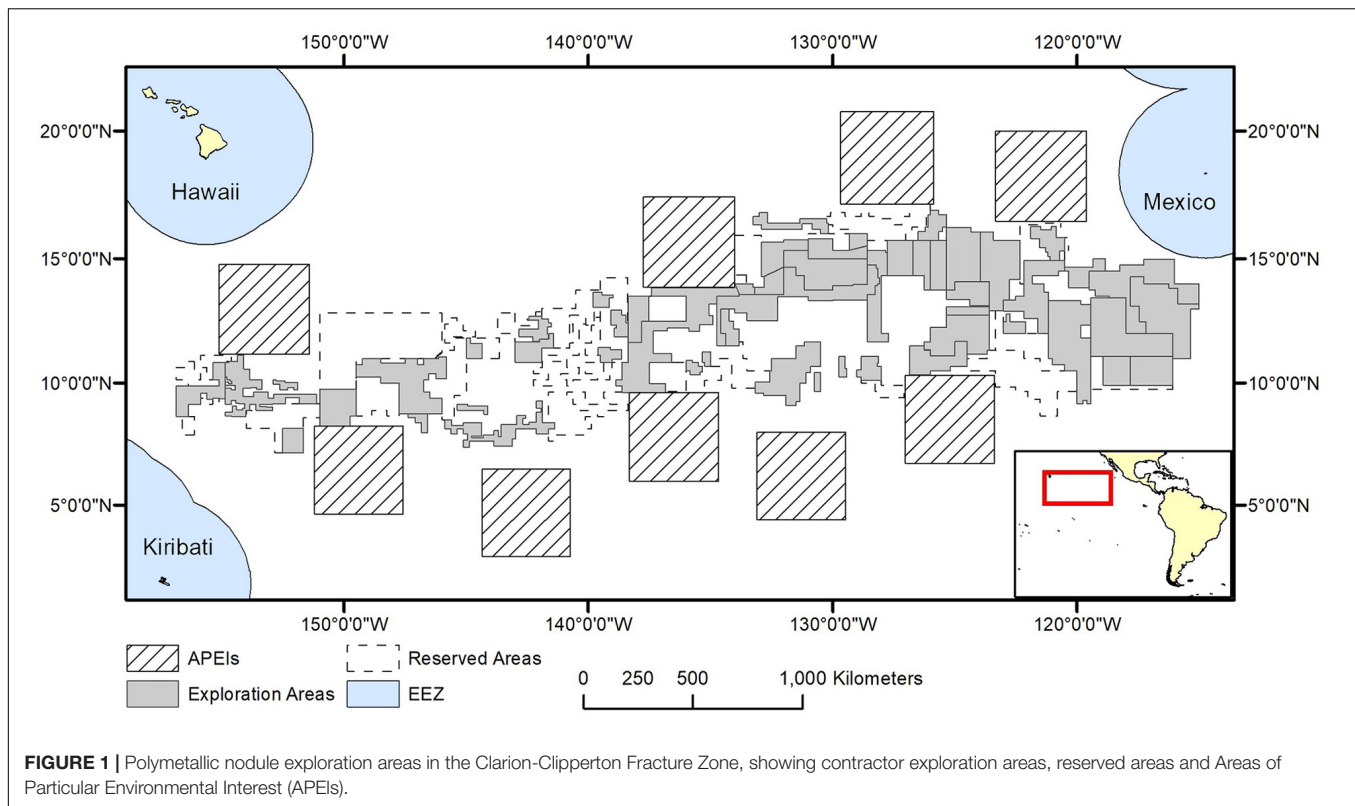 150°0'0"W 140°0'0"W 130°0'0"W 120°0'0"W
20°0'0"N 20°0'0"N
Hawaii
Mexico
15°0'0"N 15°0'0"N
10°0'0"N 10°0'0"N
5°0'0"N 5°0'0"N
Kiribati
150°0'0"W 140°0'0"W 130°0'0"W 120°0'0"W
APEIs Reserved Areas
Exploration Areas EEZ
0 250 500 1,000 Kilometers
FIGURE 1 | Polymetallic nodule exploration areas in the Clarion-Clipperton Fracture Zone, showing contractor exploration areas, reserved areas and Areas of
Particular Environmental Interest (APEIs).